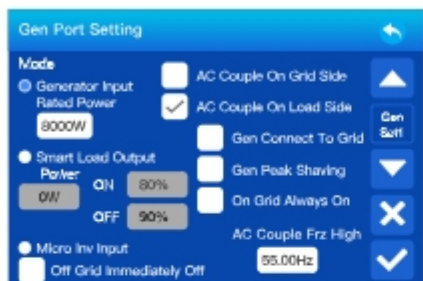 Gen Port Setting
Mode
Generator Input
Rated Power
8000W
Smart Load Output
Power
0W
ON
80%
OFF
90%
Micro Inv Input
Off Grid Immediately Off
AC Couple On Grid Side
AC Couple On Load Side
Gen Connect To Grid
Gen Peak Shaving
On Grid Always On
AC Couple Frz High
55.00Hz
Gen
Set1